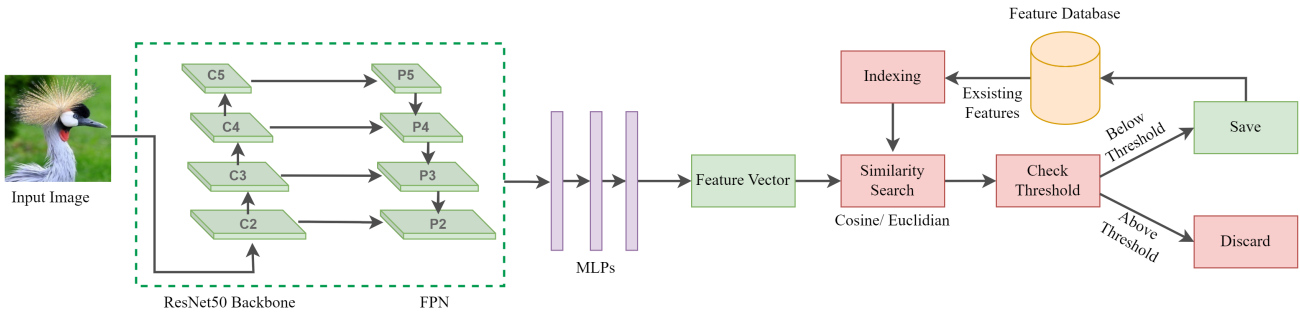 Feature Database
C5
P5
Indexing
Exsisting
Features
C4
P4
Below
Threshold
Save
C3
P3
Feature Vector
Similarity
Search
Check
Threshold
Input Image
C2
P2
Cosine/ Euclidian
Above
Threshold
Discard
MLPs
ResNet50 Backbone
FPN